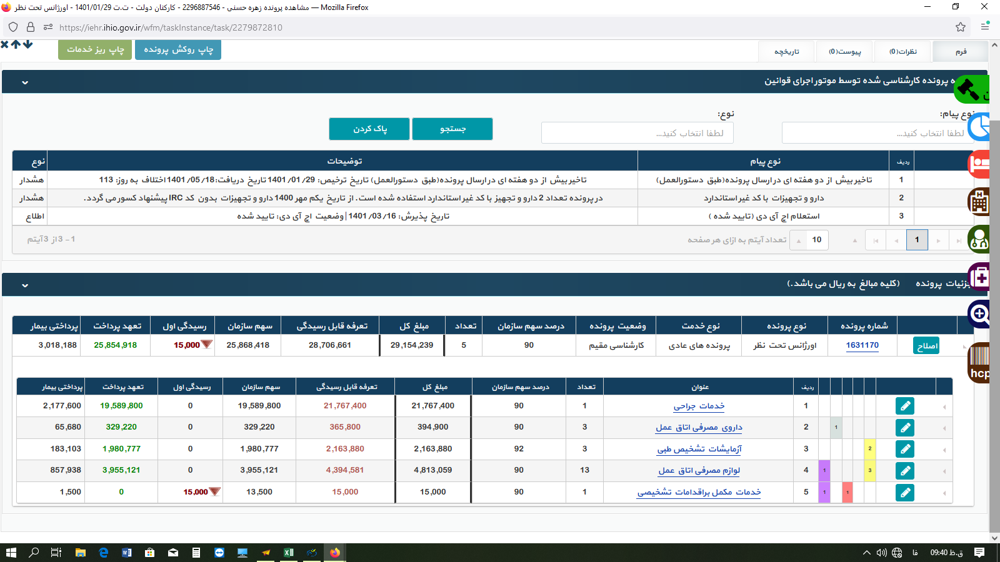 مشاهده پرونده زهره حسنی - 2296887546 - کارکنان دولت - ت.ت 1401/01/29 - اورژانس تحت نظر — Mozilla Firefox
https://iehr.ihio.gov.ir/wfm/taskInstance/task/2279872810
فرم نظرات(0) پیوست(0) تاریخچه چاپ روکش پرونده چاپ ریز خدمات
ه پرونده کارشناسی شده توسط موتور اجرای قوانین
نوع پیام: نوع:
لطفا انتخاب کنید... لطفا انتخاب کنید... جستجو پاک کردن
ردیف نوع پیام توضیحات نوع
1 تاخیر بیش از دو هفته ای در ارسال پرونده(طبق دستورالعمل) تاخیر بیش از دو هفته ای در ارسال پرونده(طبق دستورالعمل) تاریخ ترخیص: 1401/01/29 تاریخ دریافت:1401/05/18 اختلاف به روز: 113 هشدار
2 دارو و تجهیزات با کد غیر استاندارد در پرونده تعداد 2 دارو و تجهیز با کد غیر استاندارد استفاده شده است. از تاریخ یکم مهر 1400 دارو و تجهیزات بدون کد IRC پیشنهاد کسور می گردد. هشدار
3 استعلام اچ آی دی (تایید شده ) تاریخ پذیرش: 1401/03/16 | وضعیت اچ آی دی: تایید شده اطلاع
1 10 تعداد آیتم به ازای هر صفحه 1 - 3 از 3 آیتم
جزئیات پرونده (کلیه مبالغ به ریال می باشد.)
شماره پرونده نوع پرونده نوع خدمت وضعیت پرونده درصد سهم سازمان تعداد مبلغ کل تعرفه قابل رسیدگی سهم سازمان رسیدگی اول تعهد پرداخت پرداختی بیمار
اصلاح 1631170 اورژانس تحت نظر پرونده های عادی کارشناسی مقیم 90 5 29,154,239 28,706,661 25,868,418 15,000 25,854,918 3,018,188
hcp
ردیف عنوان تعداد درصد سهم سازمان مبلغ کل تعرفه قابل رسیدگی سهم سازمان رسیدگی اول تعهد پرداخت پرداختی بیمار
1 خدمات جراحی 1 90 21,767,400 21,767,400 19,589,800 0 19,589,800 2,177,600
1 2 داروی مصرفی اتاق عمل 3 90 394,900 365,800 329,220 0 329,220 65,680
2 3 آزمایشات تشخیص طبی 3 92 2,163,880 2,163,880 1,980,777 0 1,980,777 183,103
3 1 4 لوازم مصرفی اتاق عمل 13 90 4,813,059 4,394,581 3,955,121 0 3,955,121 857,938
1 1 5 خدمات مکمل براقدامات تشخیصی 1 90 15,000 15,000 13,500 15,000 0 1,500
فا 09:40 ق.ظ